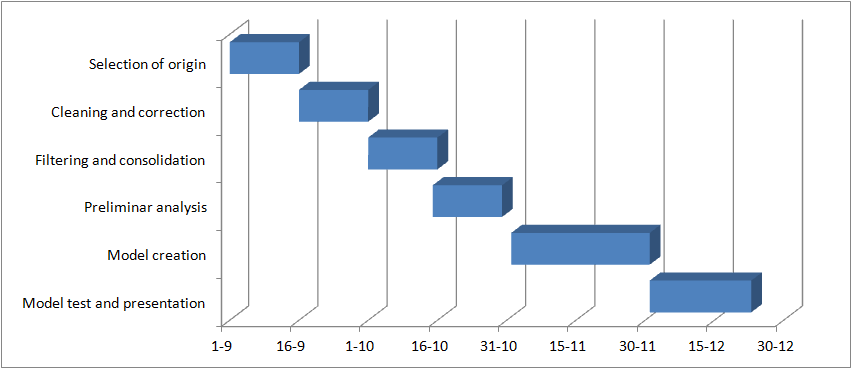 Selection of origin
Cleaning and correction
Filtering and consolidation
Preliminar analysis
Model creation
Model test and presentation
1-9 16-9 1-10 16-10 31-10 15-11 30-11 15-12 30-12